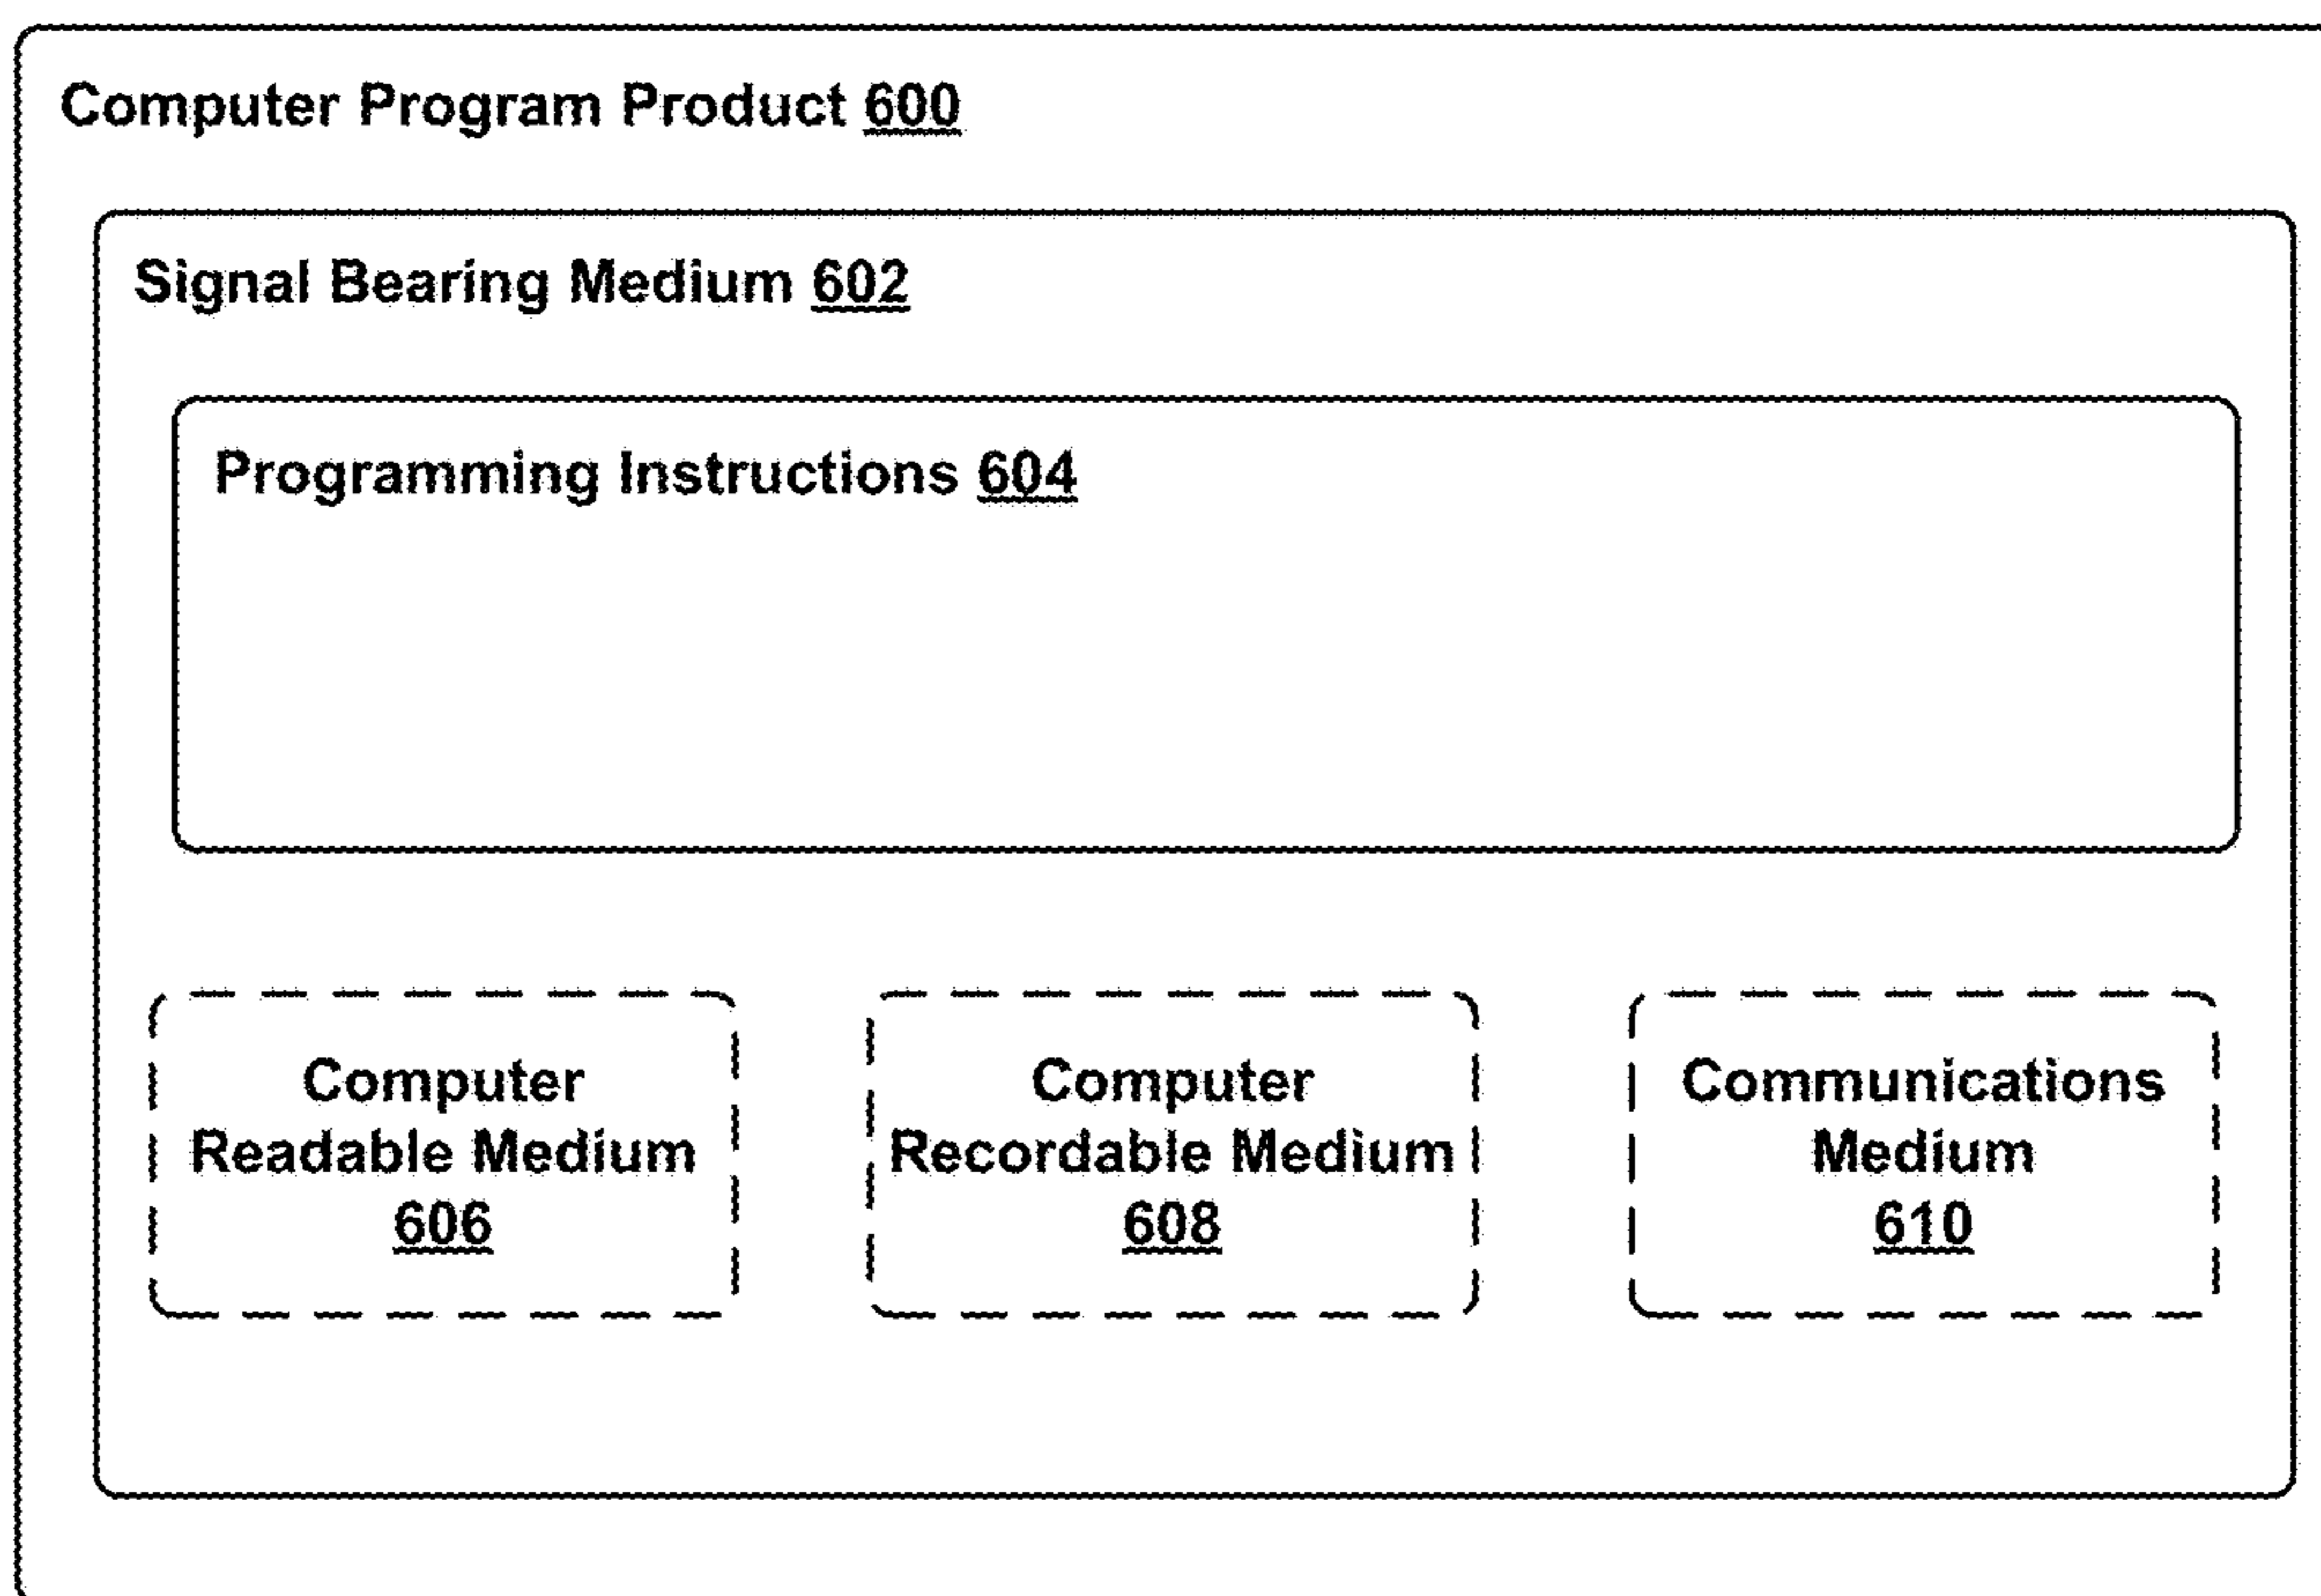 Computer Program Product 600
Signal Bearing Medium 602
Programming Instructions 604
Computer
Readable Medium
606
Computer
Recordable Medium
608
Communications
Medium
610